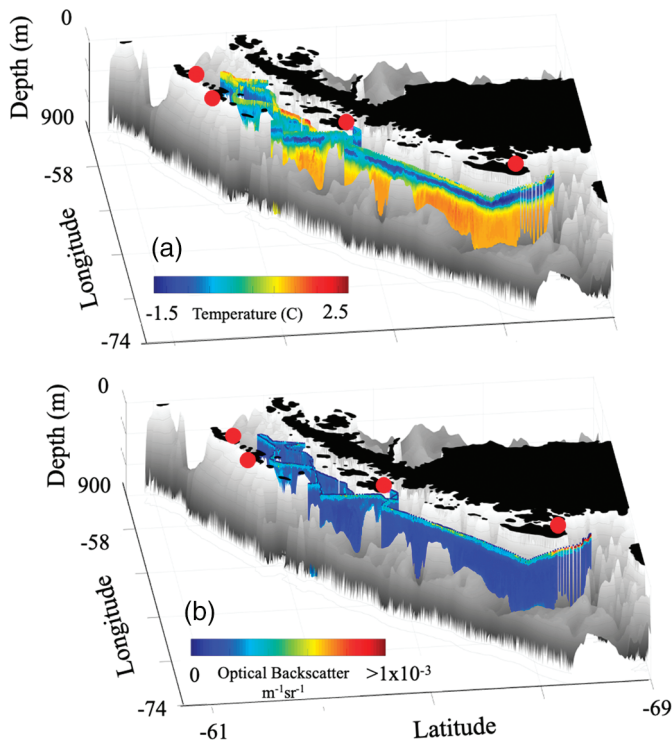 0
Depth (m)
900
-58
Longitude
-74
(a)
-1.5 Temperature (C) 2.5
0
Depth (m)
900
-58
Longitude
-74
(b)
0 Optical Backscatter >1x10⁻³
m⁻¹sr⁻¹
-61 Latitude -69